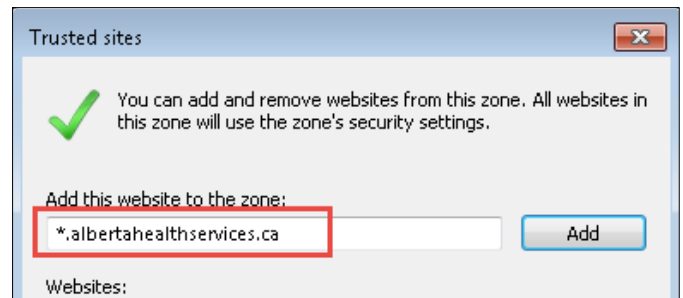 Trusted sites
You can add and remove websites from this zone. All websites in
this zone will use the zone's security settings.
Add this website to the zone:
*.albertahealthservices.ca
Add
Websites: